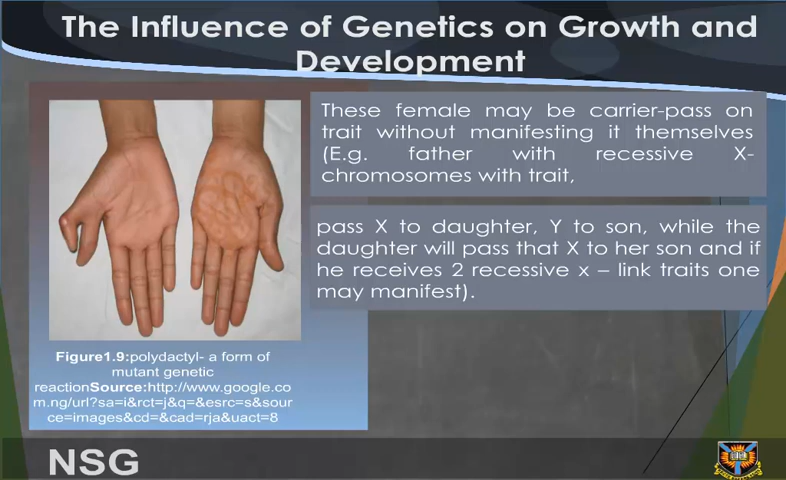 The Influence of Genetics on Growth and
Development
These female may be carrier-pass on
trait without manifesting it themselves
(E.g. father with recessive X-
chromosomes with trait,
pass X to daughter, Y to son, while the
daughter will pass that X to her son and if
he receives 2 recessive x – link traits one
may manifest).
Figure1.9:polydactyl- a form of
mutant genetic
reactionSource:http://www.google.co
m.ng/url?sa=i&rct=j&q=&esrc=s&sour
ce=images&cd=&cad=rja&uact=8
NSG